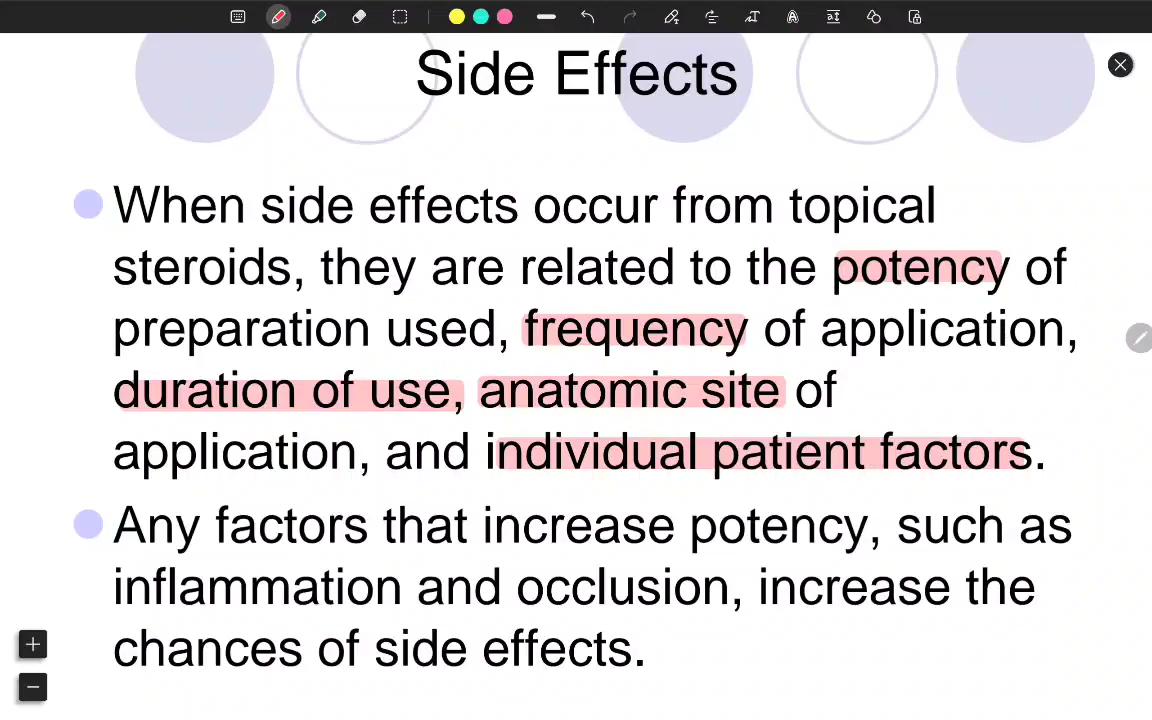 Side Effects
When side effects occur from topical
steroids, they are related to the potency of
preparation used, frequency of application,
duration of use, anatomic site of
application, and individual patient factors.
Any factors that increase potency, such as
inflammation and occlusion, increase the
chances of side effects.